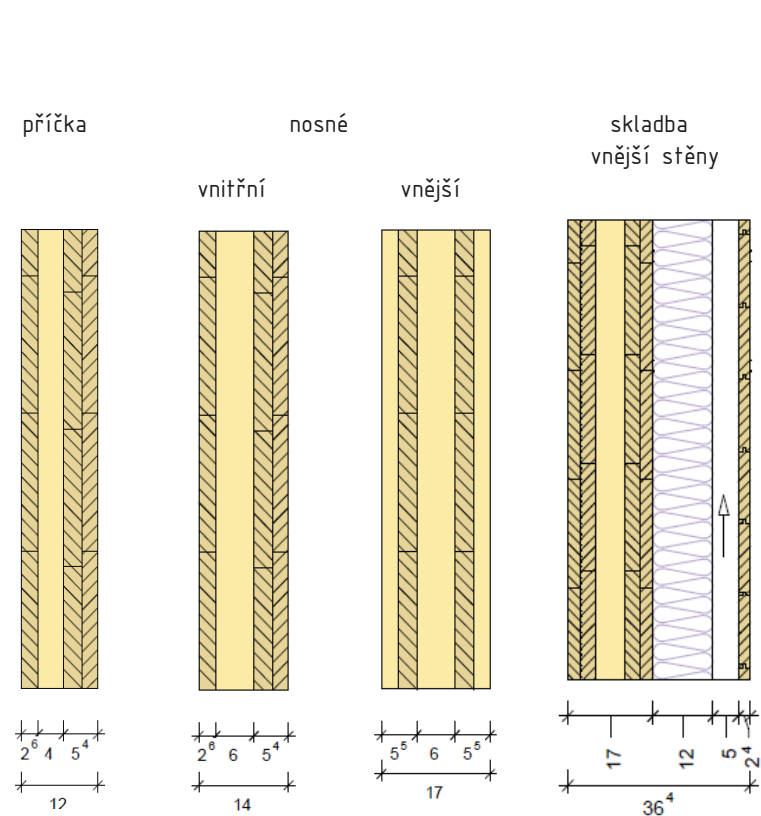 příčka
nosné
skladba
vnější stěny
vnitřní
vnější
2⁶ 4 5⁴
12
2⁶ 6 5⁴
14
5⁵ 6 5⁵
17
17 12 5 2⁴
36⁴